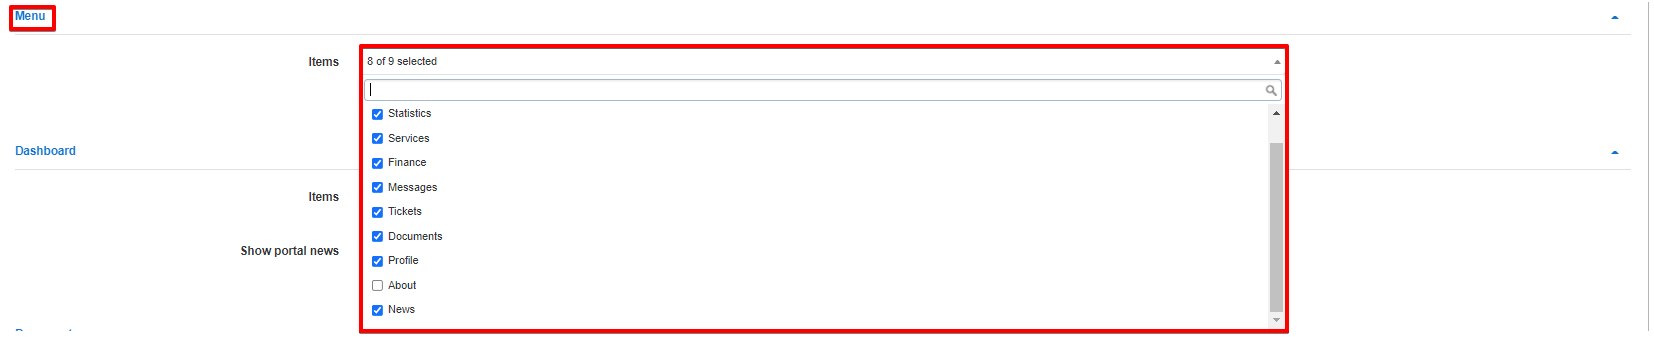 Menu
Items
8 of 9 selected
Statistics
Services
Finance
Messages
Tickets
Documents
Profile
About
News
Dashboard
Items
Show portal news